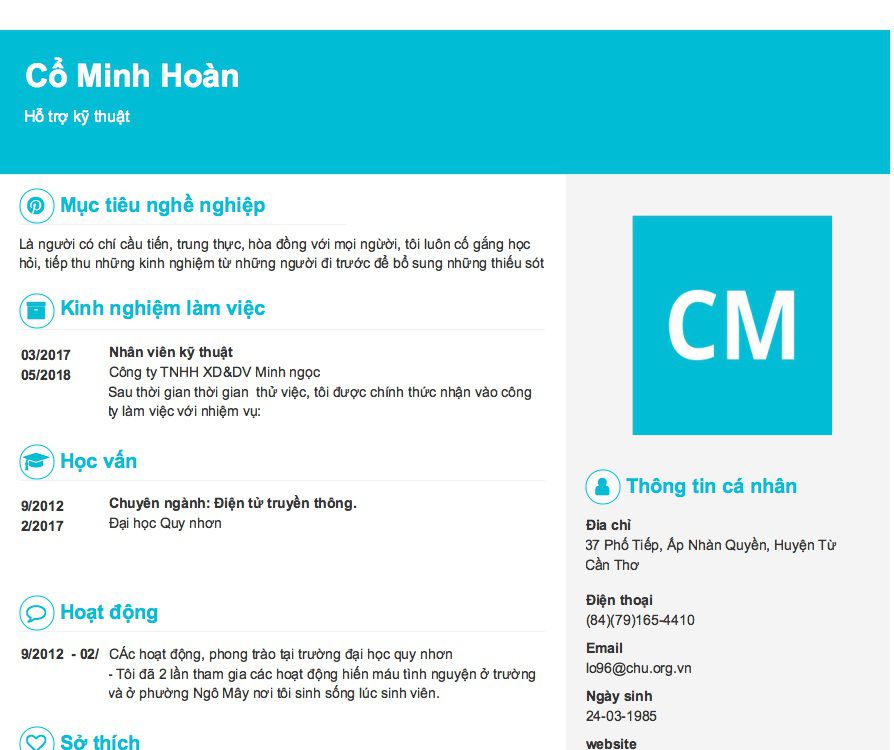 Cổ Minh Hoàn
Hỗ trợ kỹ thuật
Mục tiêu nghề nghiệp
Là người có chí cầu tiến, trung thực, hòa đồng với mọi ngừời, tôi luôn cố gắng học
hỏi, tiếp thu những kinh nghiệm từ những người đi trước để bổ sung những thiếu sót
Kinh nghiệm làm việc
03/2017
05/2018
Nhân viên kỹ thuật
Công ty TNHH XD&DV Minh ngọc
Sau thời gian thời gian thử việc, tôi được chính thức nhận vào công
ty làm việc với nhiệm vụ:
Học vấn
9/2012
2/2017
Chuyên ngành: Điện tử truyền thông.
Đại học Quy nhơn
Hoạt động
9/2012 - 02/
CÁc hoạt động, phong trào tại trường đại học quy nhơn
- Tôi đã 2 lần tham gia các hoạt động hiến máu tình nguyện ở trường
và ở phường Ngô Mây nơi tôi sinh sống lúc sinh viên.
Sở thích
CM
Thông tin cá nhân
Đia chỉ
37 Phố Tiếp, Ấp Nhàn Quyền, Huyện Từ
Cần Thơ
Điện thoại
(84)(79)165-4410
Email
lo96@chu.org.vn
Ngày sinh
24-03-1985
website